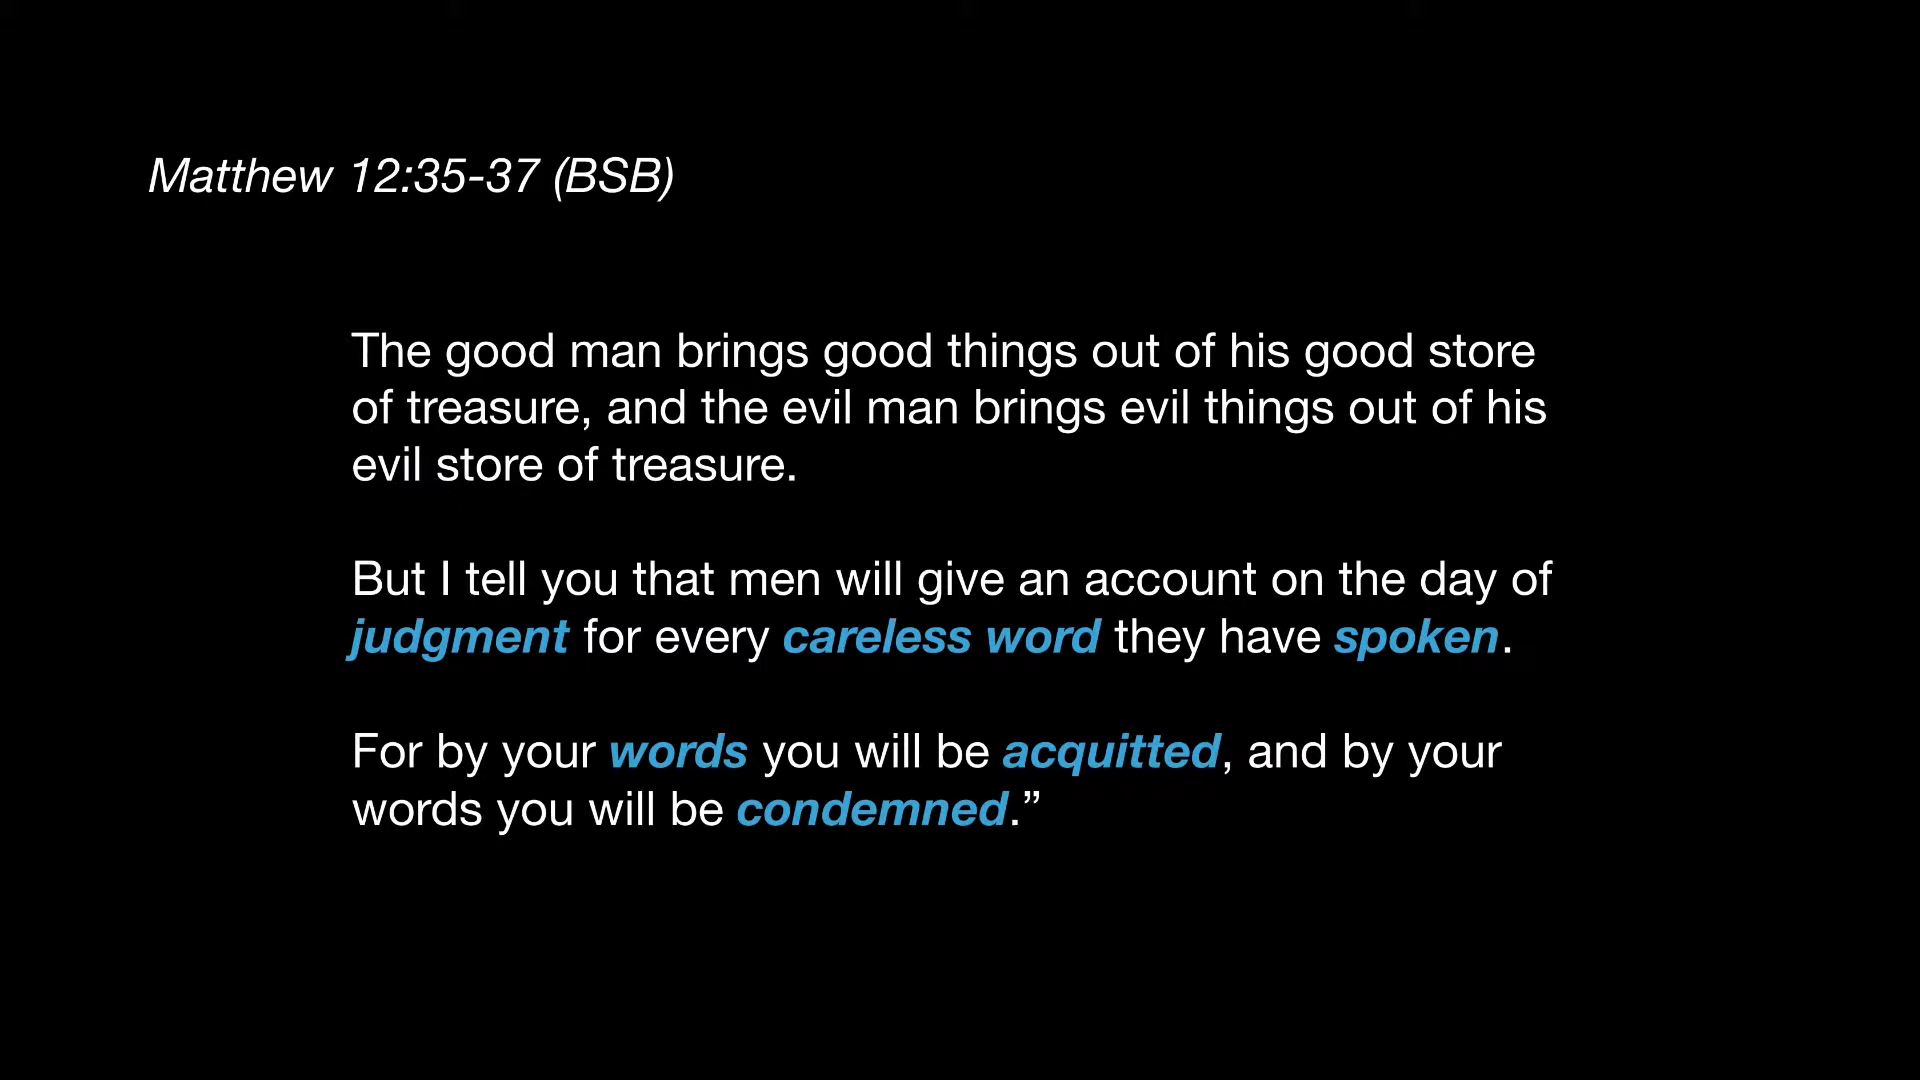 Matthew 12:35-37 (BSB)
The good man brings good things out of his good store
of treasure, and the evil man brings evil things out of his
evil store of treasure.
But I tell you that men will give an account on the day of
judgment for every careless word they have spoken.
For by your words you will be acquitted, and by your
words you will be condemned.”